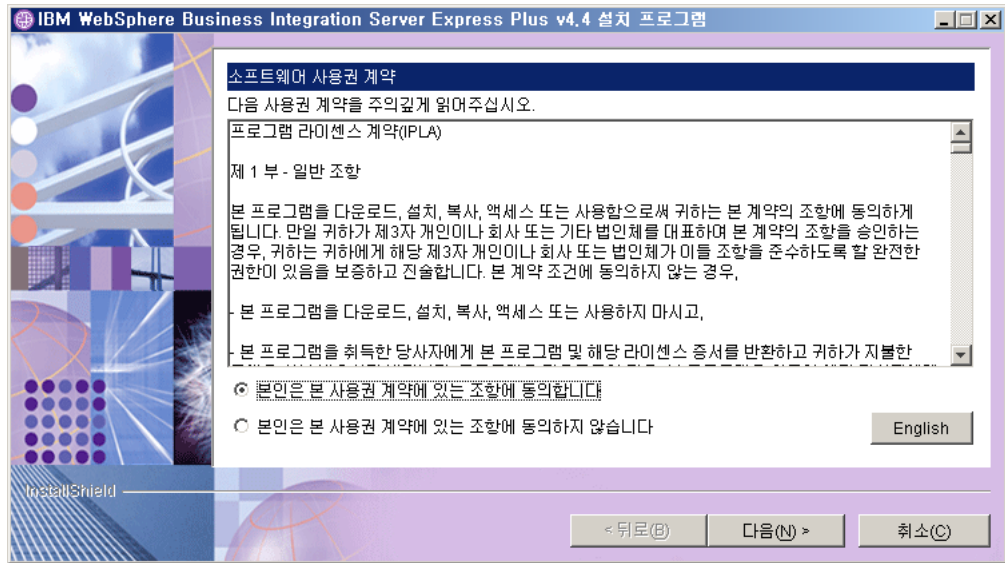 IBM WebSphere Business Integration Server Express Plus v4.4 설치 프로그램
소프트웨어 사용권 계약
다음 사용권 계약을 주의깊게 읽어주십시오.
프로그램 라이센스 계약(IPLA)
제 1 부 - 일반 조항
본 프로그램을 다운로드, 설치, 복사, 액세스 또는 사용함으로써 귀하는 본 계약의 조항에 동의하게
됩니다. 만일 귀하가 제3자 개인이나 회사 또는 기타 법인체를 대표하여 본 계약의 조항을 승인하는
경우, 귀하는 귀하에게 해당 제3자 개인이나 회사 또는 법인체가 이들 조항을 준수하도록 할 완전한
권한이 있음을 보증하고 진술합니다. 본 계약 조건에 동의하지 않는 경우,
- 본 프로그램을 다운로드, 설치, 복사, 액세스 또는 사용하지 마시고,
- 본 프로그램을 취득한 당사자에게 본 프로그램 및 해당 라이센스 증서를 반환하고 귀하가 지불한
본인은 본 사용권 계약에 있는 조항에 동의합니다
본인은 본 사용권 계약에 있는 조항에 동의하지 않습니다
English
InstallShield
< 뒤로(B)
다음(N) >
취소(C)